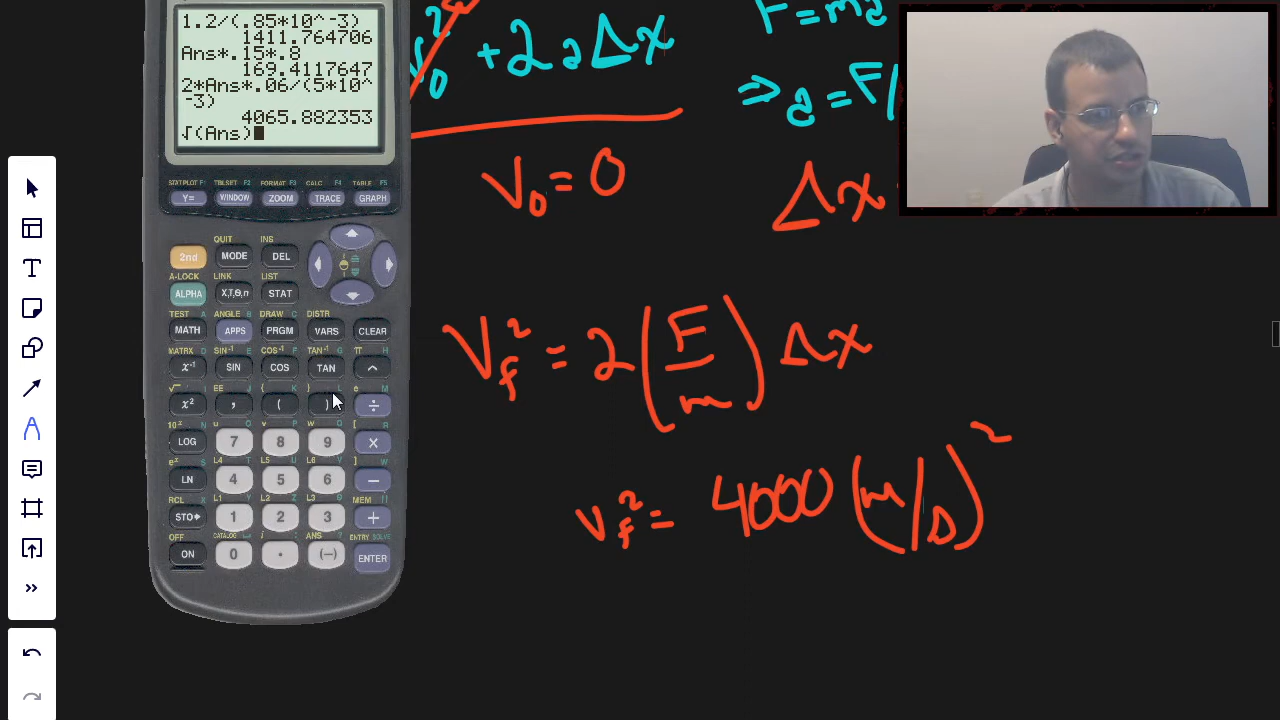 1.2/(.85*10^-3)
1411.764706
Ans*.15*.8
169.4117647
2*Ans*.06/(5*10^
-3)
4065.882353
√(Ans)
v₀² + 2aΔx
F = ma
⇒ a = F/
V₀ = 0
Δx
V_f² = 2(F/m)Δx
v_f² = 4000 (m/s)²
STAT PLOT F1 TBLSET F2 FORMAT F3 CALC F4 TABLE F5
Y= WINDOW ZOOM TRACE GRAPH
QUIT INS
2nd MODE DEL
A-LOCK LINK LIST
ALPHA X,T,Θ,n STAT
TEST A ANGLE B DRAW C DISTR
MATH APPS PRGM VARS CLEAR
MATRX D SIN⁻¹ E COS⁻¹ F TAN⁻¹ G π H
x⁻¹ SIN COS TAN ^
√ I EE J { K } L e M
x² , ( ) ÷
10ˣ N u O v P w Q [ R
LOG 7 8 9 ×
eˣ S L4 T L5 U L6 V ] W
LN 4 5 6 −
RCL X L1 Y L2 Z L3 Θ MEM "
STO▸ 1 2 3 +
OFF CATALOG i : ANS ? ENTRY SOLVE
ON 0 . (−) ENTER
T